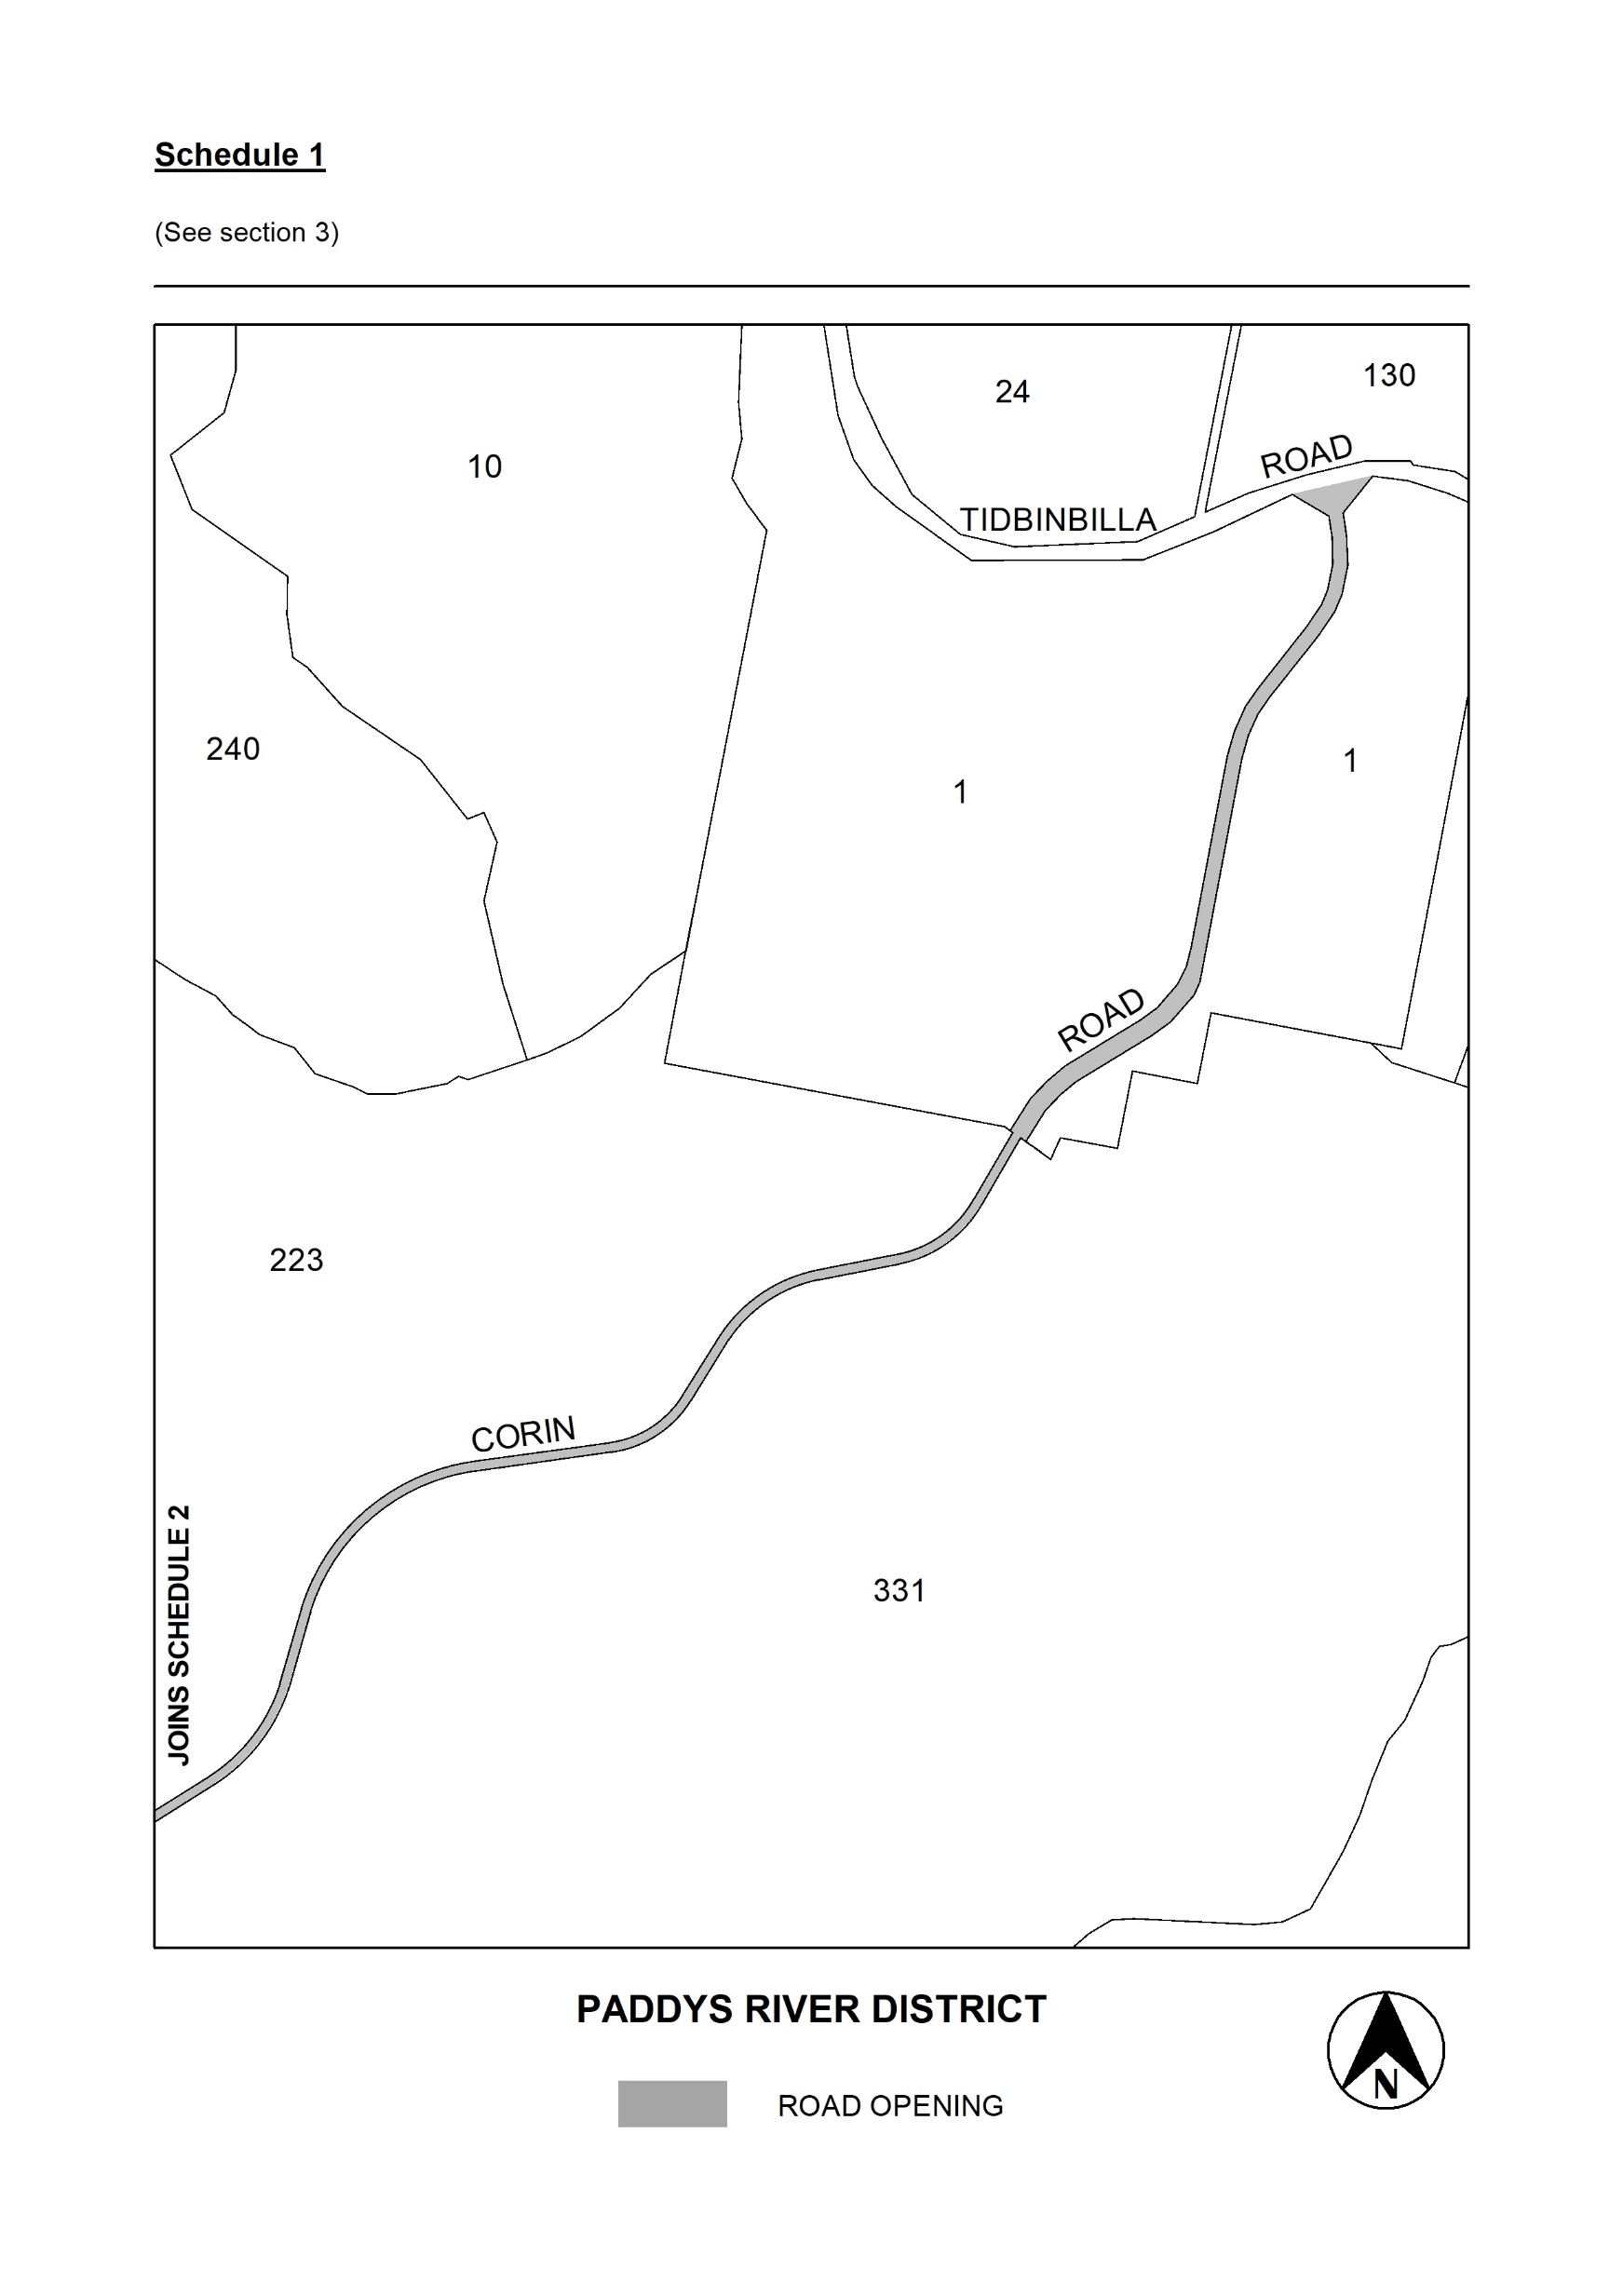 Schedule 1
(See section 3)
24
130
10
ROAD
TIDBINBILLA
240
1
1
ROAD
223
CORIN
JOINS SCHEDULE 2
331
PADDYS RIVER DISTRICT
N
ROAD OPENING